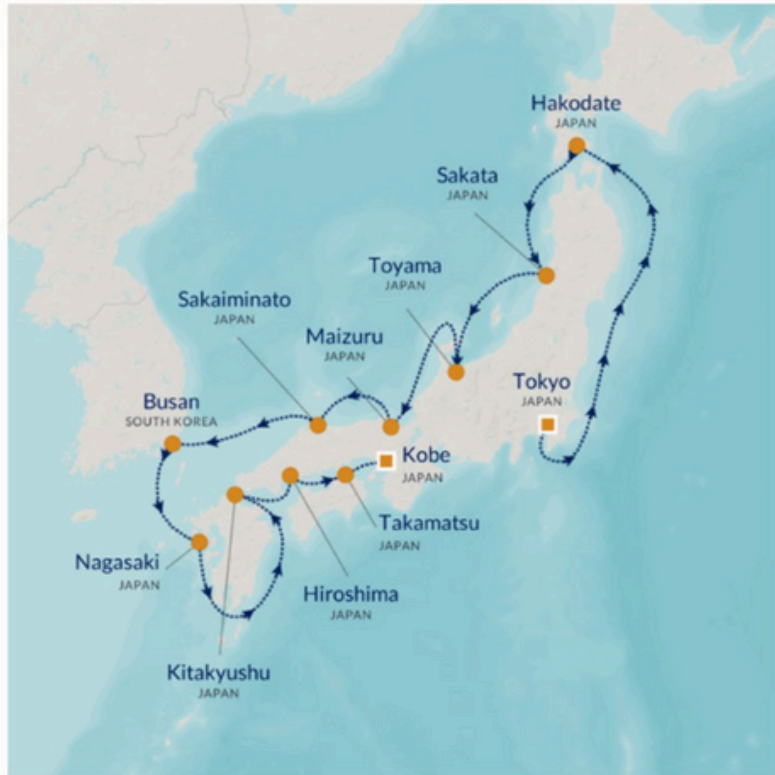 Hakodate
JAPAN
Sakata
JAPAN
Toyama
JAPAN
Sakaiminato
JAPAN
Maizuru
JAPAN
Tokyo
JAPAN
Busan
SOUTH KOREA
Kobe
JAPAN
Takamatsu
JAPAN
Nagasaki
JAPAN
Hiroshima
JAPAN
Kitakyushu
JAPAN